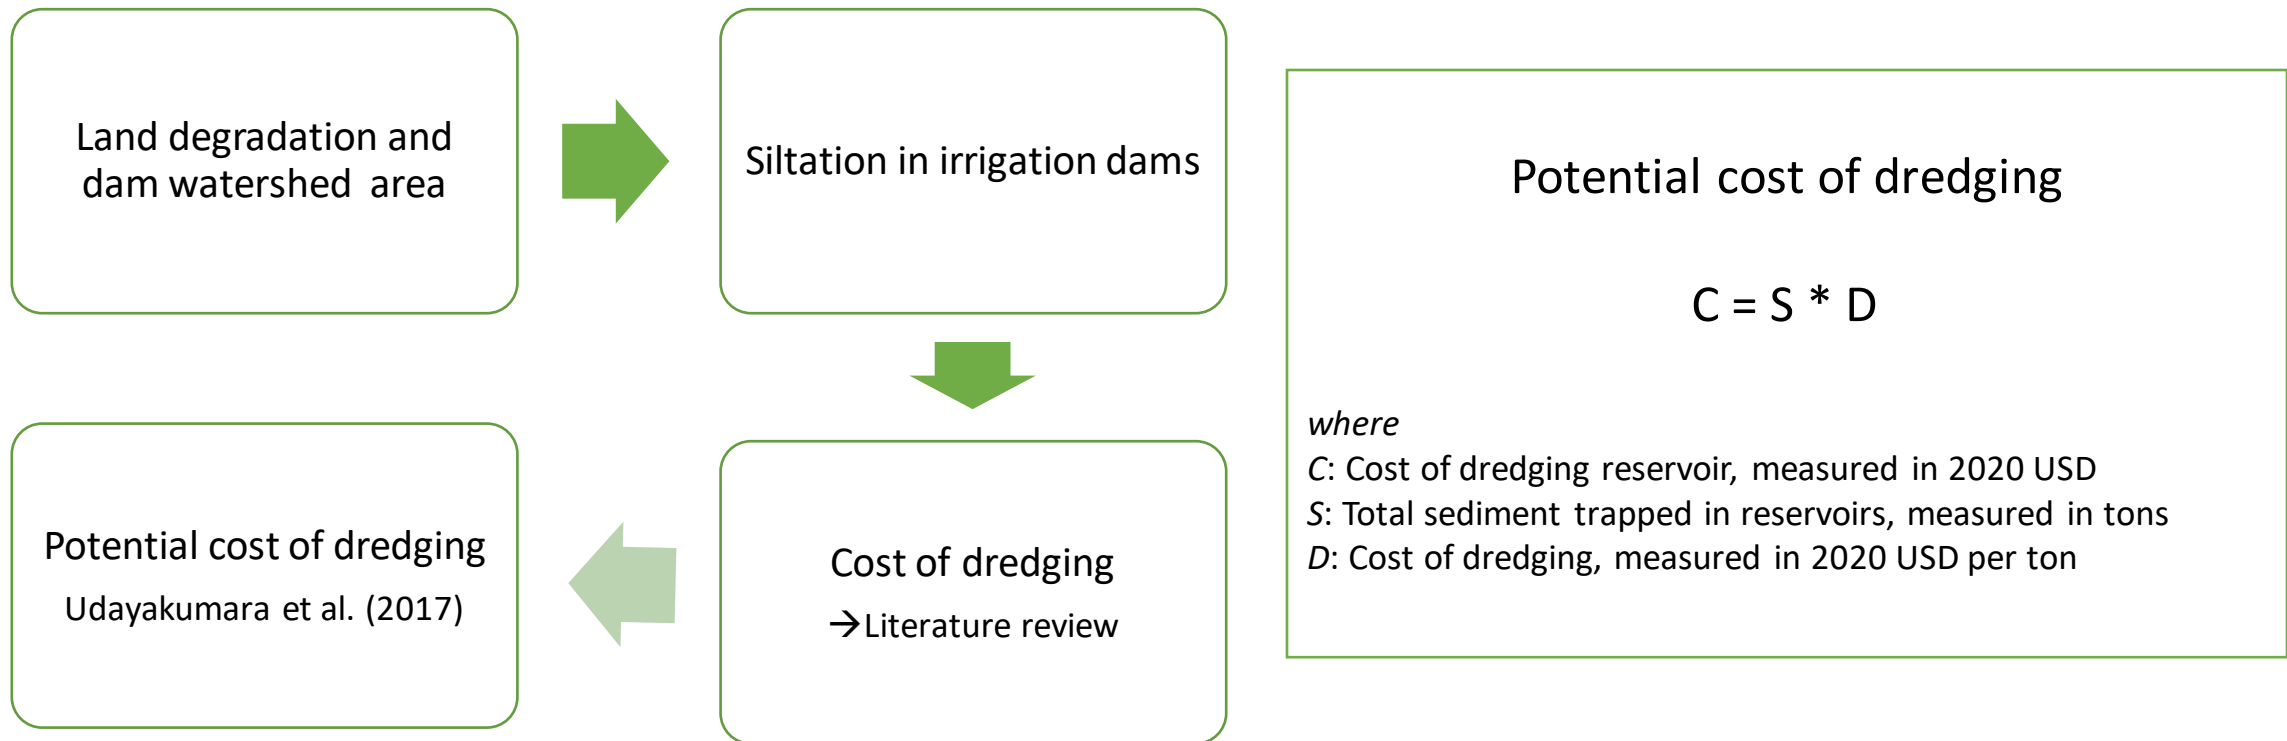 Land degradation and
dam watershed area
Siltation in irrigation dams
Cost of dredging
→Literature review
Potential cost of dredging
Udayakumara et al. (2017)
Potential cost of dredging
C = S * D
where
C: Cost of dredging reservoir, measured in 2020 USD
S: Total sediment trapped in reservoirs, measured in tons
D: Cost of dredging, measured in 2020 USD per ton